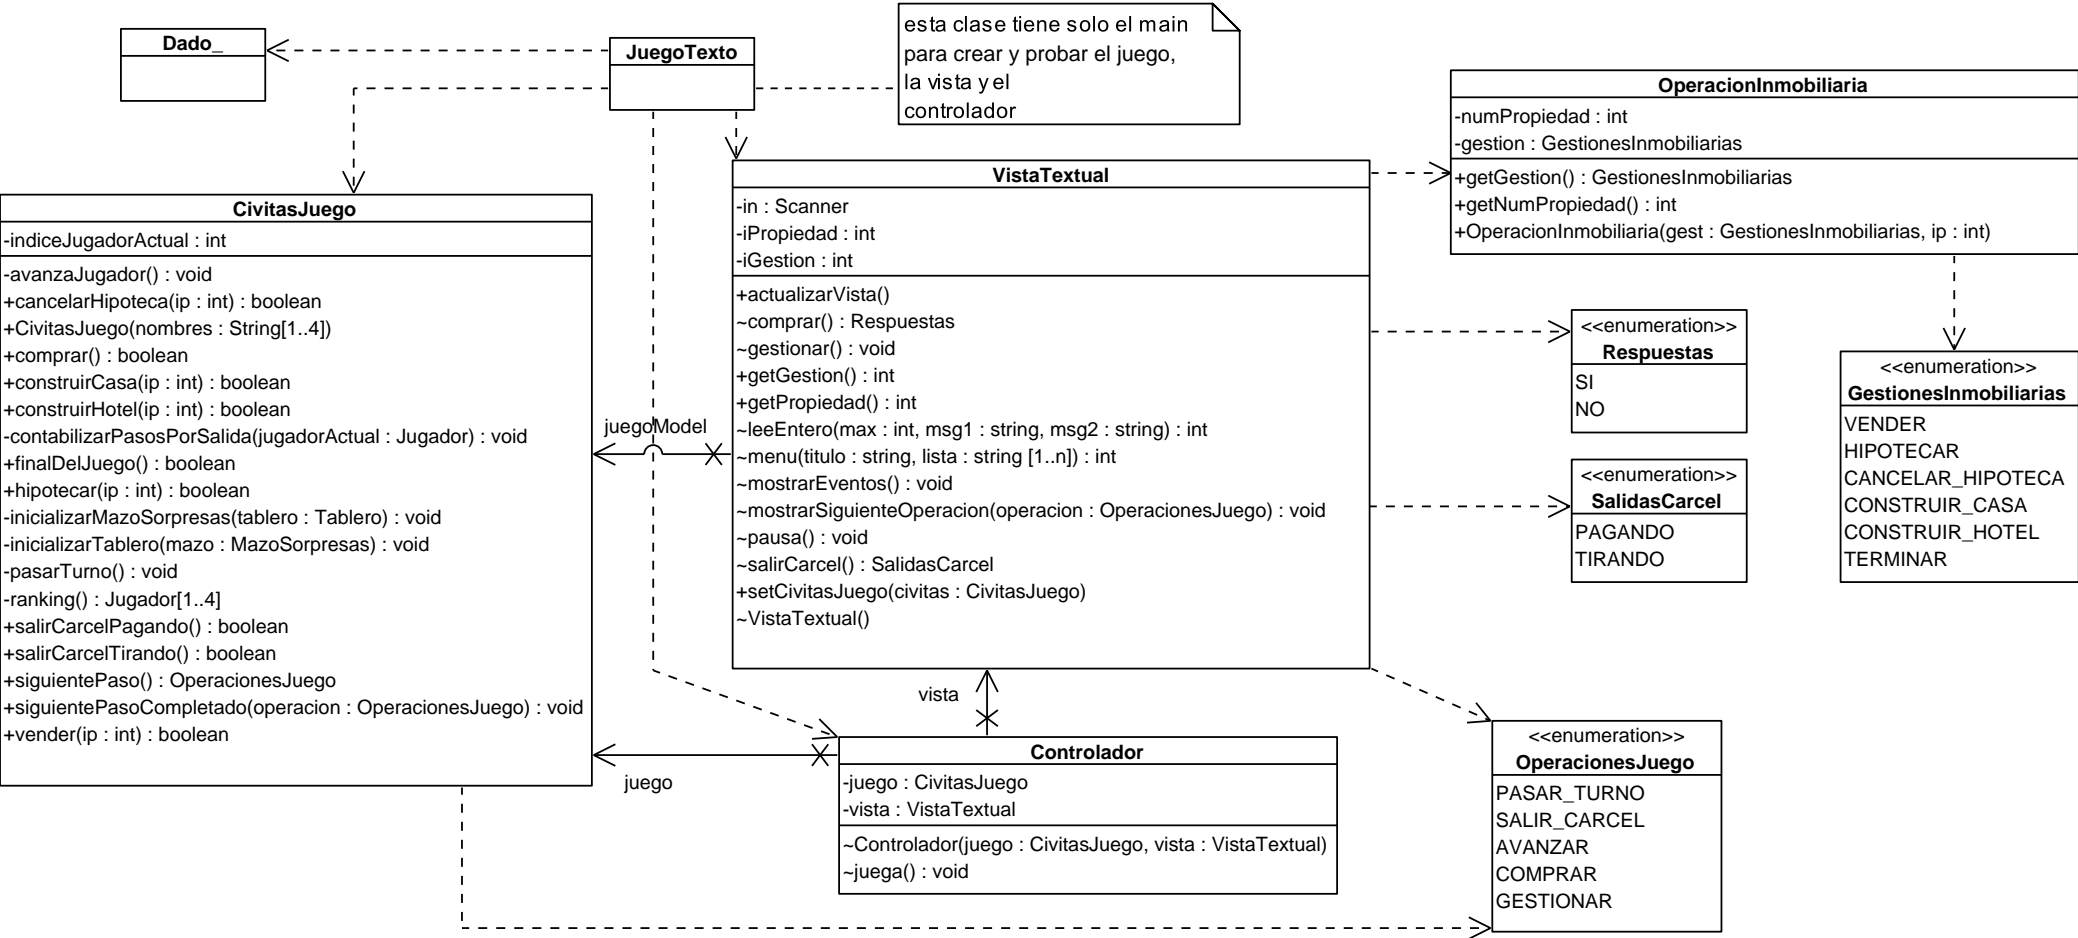 Dado_
JuegoTexto
esta clase tiene solo el main
para crear y probar el juego,
la vista y el
controlador
OperacionInmobiliaria
-numPropiedad : int
-gestion : GestionesInmobiliarias
+getGestion() : GestionesInmobiliarias
+getNumPropiedad() : int
+OperacionInmobiliaria(gest : GestionesInmobiliarias, ip : int)
CivitasJuego
-indiceJugadorActual : int
-avanzaJugador() : void
+cancelarHipoteca(ip : int) : boolean
+CivitasJuego(nombres : String[1..4])
+comprar() : boolean
+construirCasa(ip : int) : boolean
+construirHotel(ip : int) : boolean
-contabilizarPasosPorSalida(jugadorActual : Jugador) : void
+finalDelJuego() : boolean
+hipotecar(ip : int) : boolean
-inicializarMazoSorpresas(tablero : Tablero) : void
-inicializarTablero(mazo : MazoSorpresas) : void
-pasarTurno() : void
-ranking() : Jugador[1..4]
+salirCarcelPagando() : boolean
+salirCarcelTirando() : boolean
+siguientePaso() : OperacionesJuego
+siguientePasoCompletado(operacion : OperacionesJuego) : void
+vender(ip : int) : boolean
juegoModel
VistaTextual
-in : Scanner
-iPropiedad : int
-iGestion : int
+actualizarVista()
~comprar() : Respuestas
~gestionar() : void
+getGestion() : int
+getPropiedad() : int
~leeEntero(max : int, msg1 : string, msg2 : string) : int
~menu(titulo : string, lista : string [1..n]) : int
~mostrarEventos() : void
~mostrarSiguienteOperacion(operacion : OperacionesJuego) : void
~pausa() : void
~salirCarcel() : SalidasCarcel
+setCivitasJuego(civitas : CivitasJuego)
~VistaTextual()
<<enumeration>>
Respuestas
SI
NO
<<enumeration>>
SalidasCarcel
PAGANDO
TIRANDO
<<enumeration>>
GestionesInmobiliarias
VENDER
HIPOTECAR
CANCELAR_HIPOTECA
CONSTRUIR_CASA
CONSTRUIR_HOTEL
TERMINAR
vista
juego
Controlador
-juego : CivitasJuego
-vista : VistaTextual
~Controlador(juego : CivitasJuego, vista : VistaTextual)
~juega() : void
<<enumeration>>
OperacionesJuego
PASAR_TURNO
SALIR_CARCEL
AVANZAR
COMPRAR
GESTIONAR